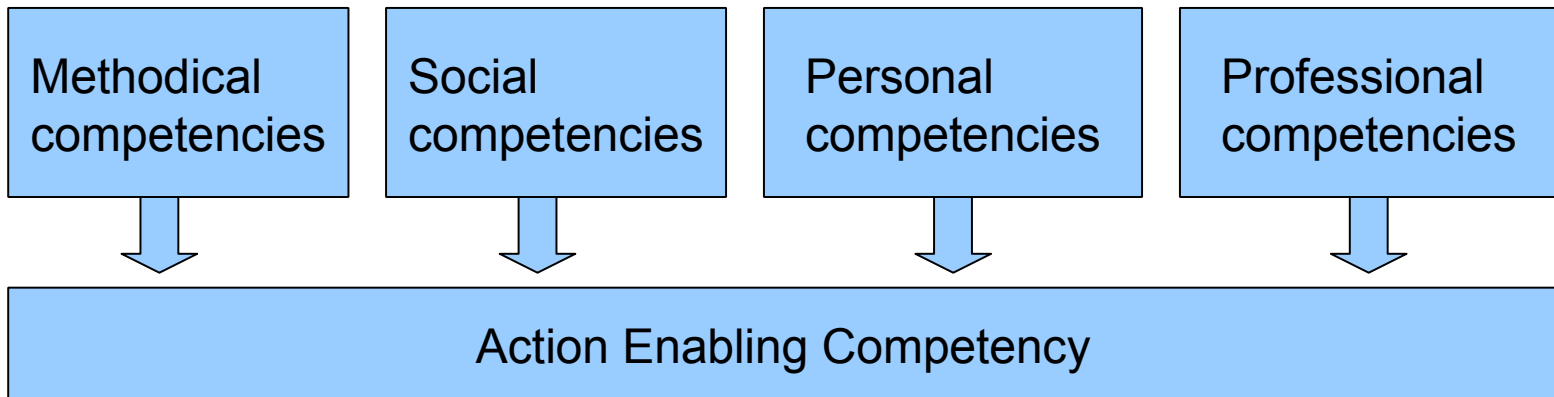 Methodical
competencies
Social
competencies
Personal
competencies
Professional
competencies
Action Enabling Competency